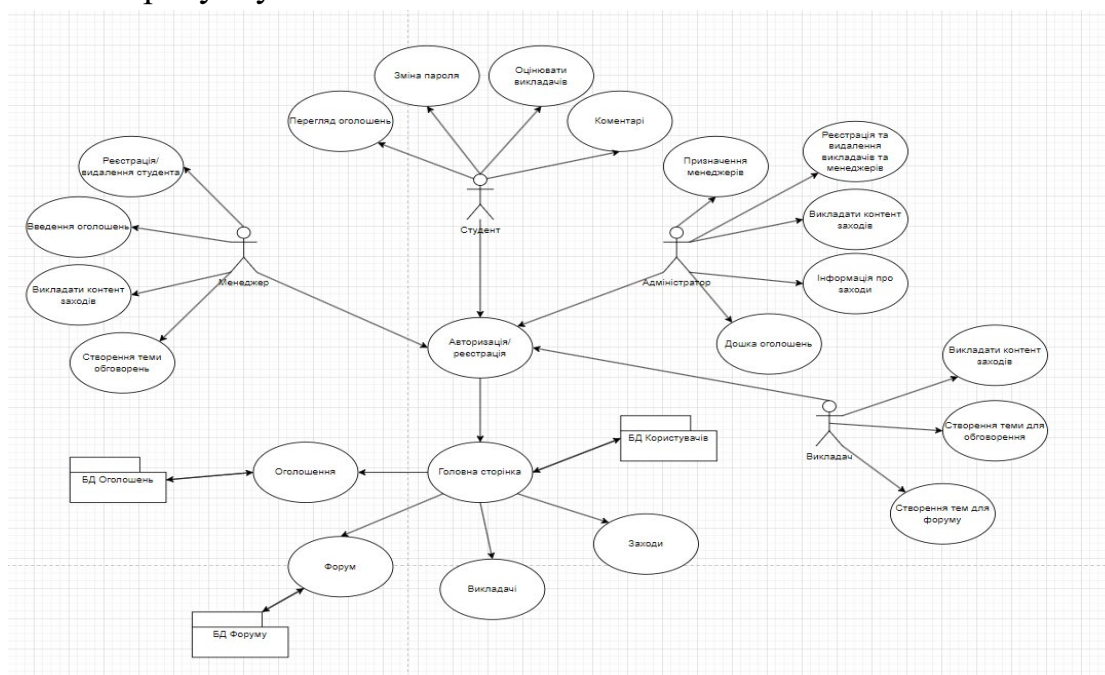 Зміна пароля
Оцінювати
викладачів
Перегляд оголошень
Коментарі
Реєстрація/
видалення студента
Введення оголошень
Викладати контент
заходів
Створення теми
обговорень
Менеджер
Студент
Призначення
менеджерів
Реєстрація та
видалення
викладачів та
менеджерів
Викладати контент
заходів
Інформація про
заходи
Адміністратор
Дошка оголошень
Авторизація/
реєстрація
Викладати контент
заходів
Створення теми для
обговорення
Викладач
Створення тем для
форуму
БД Користувачів
БД Оголошень
Оголошення
Головна сторінка
Заходи
Форум
Викладачі
БД Форуму